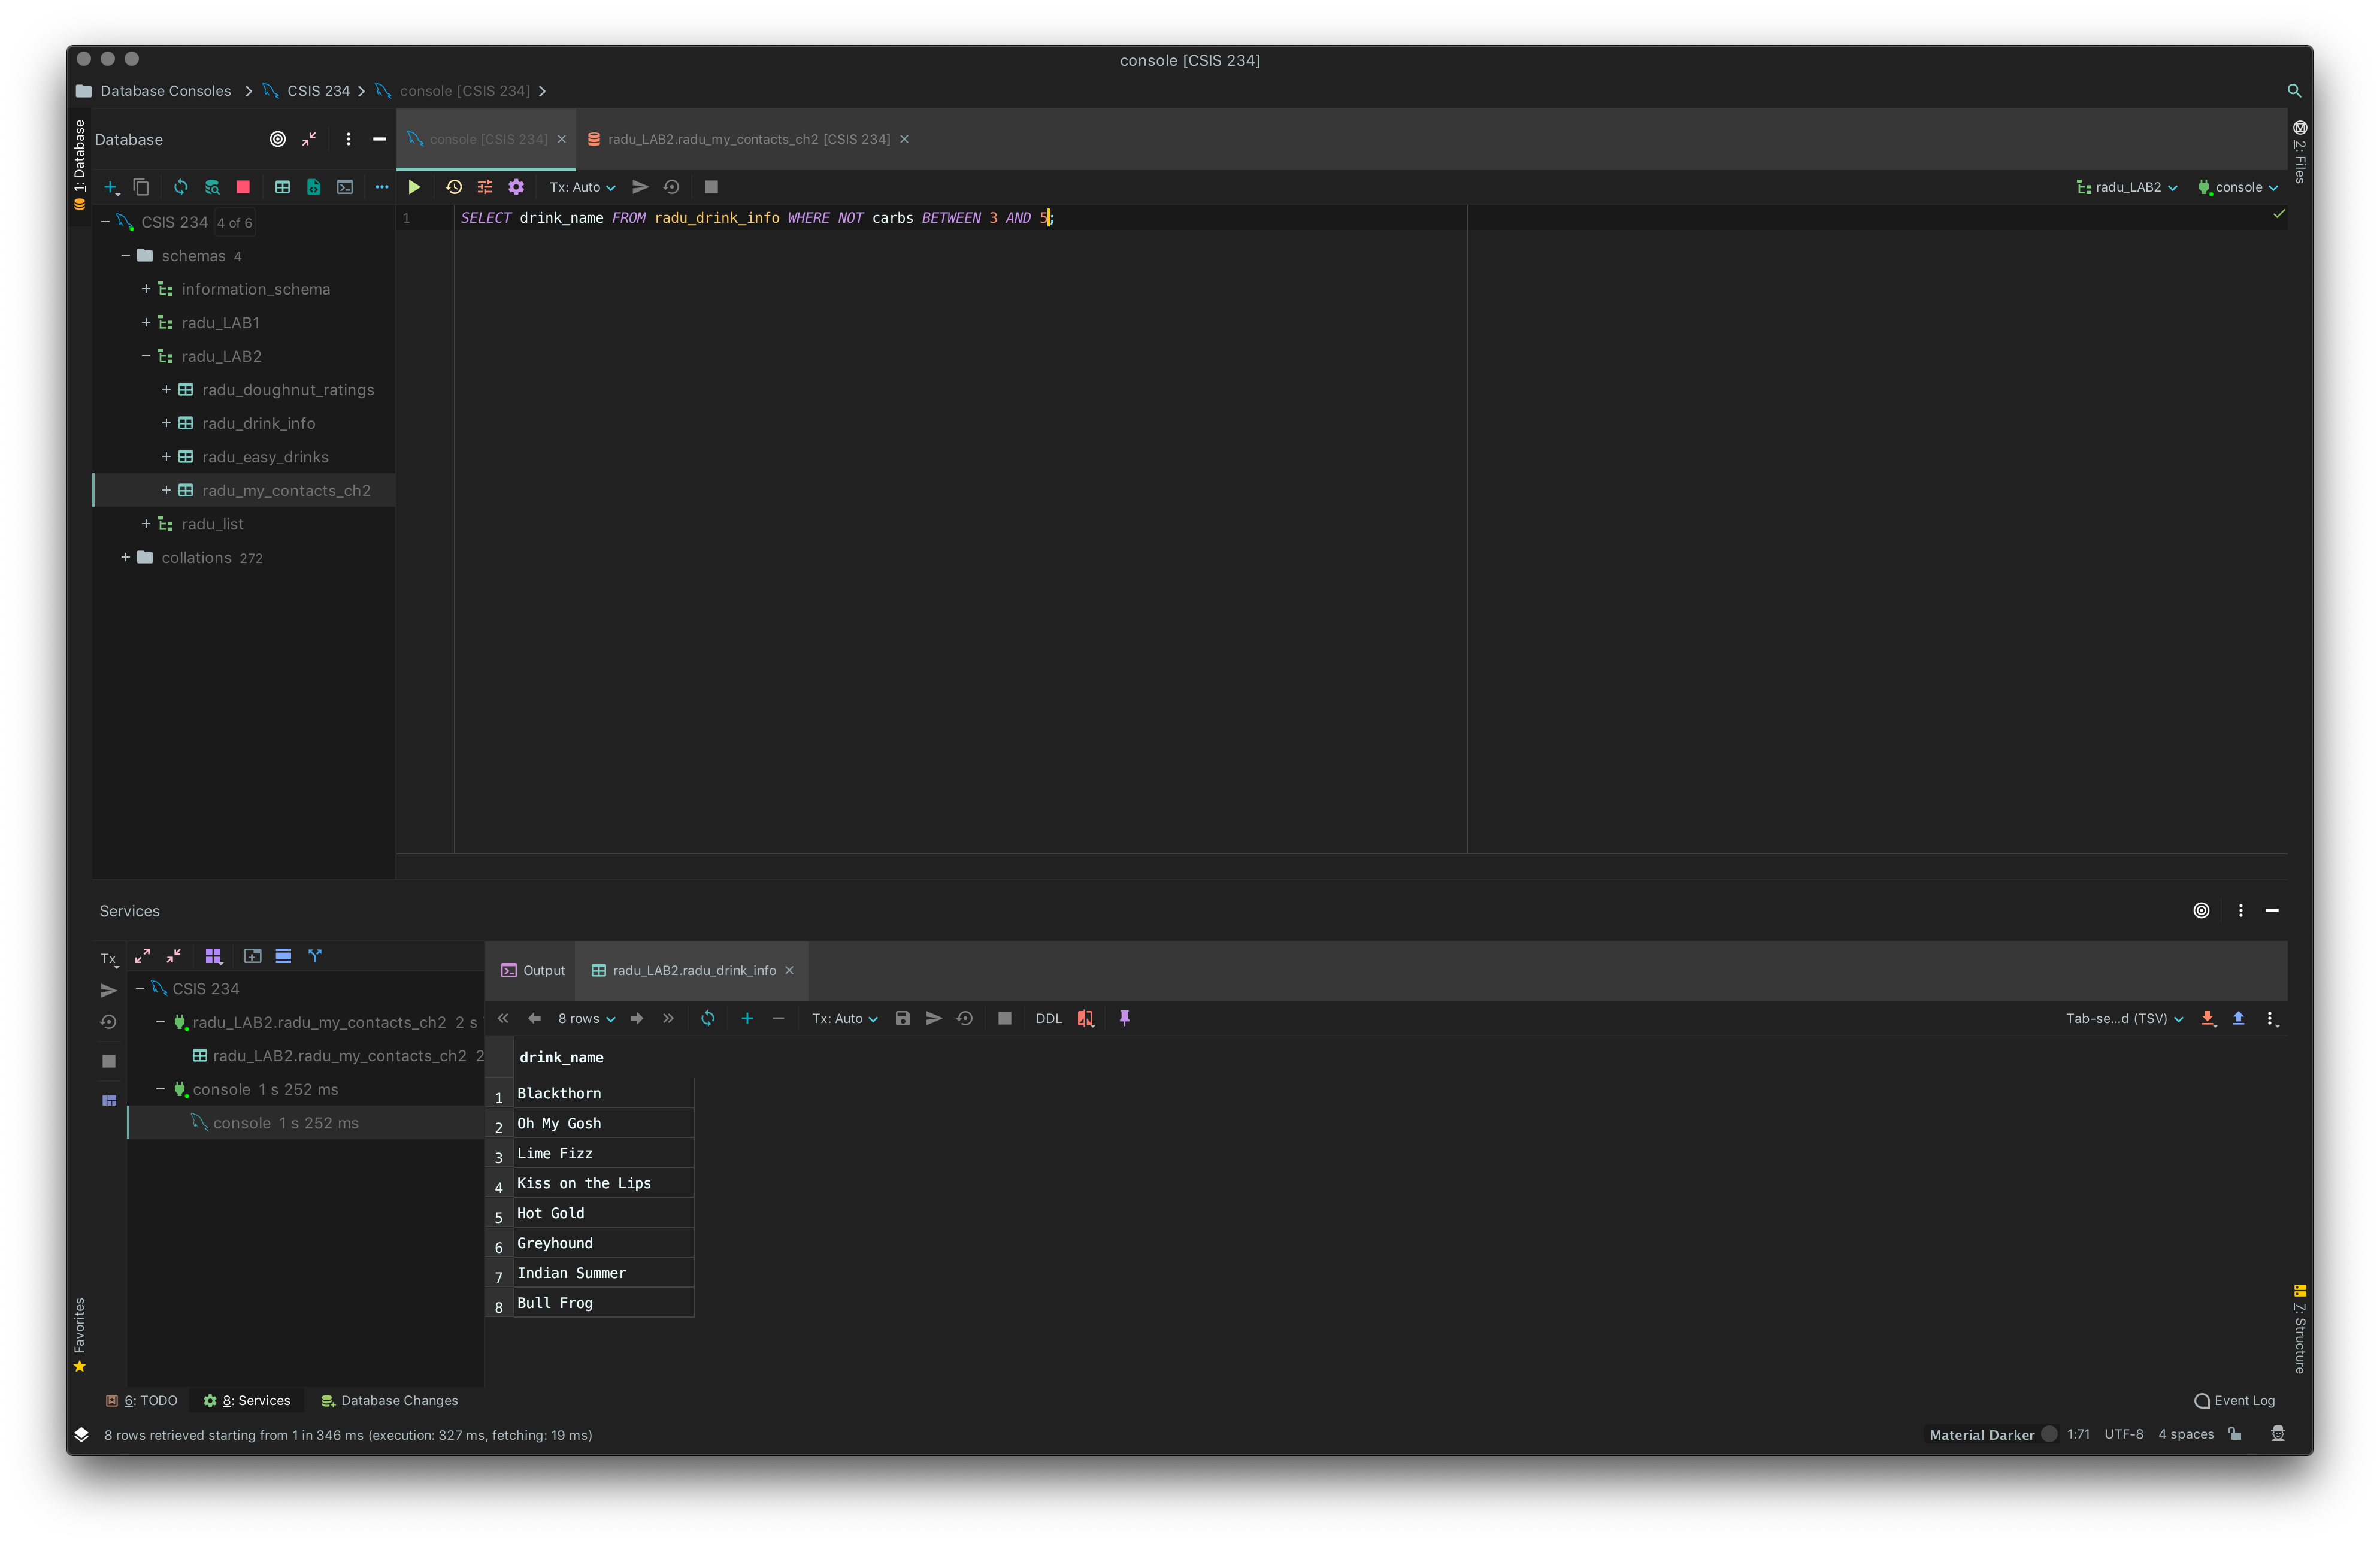 console [CSIS 234]
Database Consoles CSIS 234 console [CSIS 234]
1: Database
Database
console [CSIS 234]
radu_LAB2.radu_my_contacts_ch2 [CSIS 234]
2: Files
Tx: Auto
radu_LAB2
console
CSIS 234 4 of 6
schemas 4
information_schema
radu_LAB1
radu_LAB2
radu_doughnut_ratings
radu_drink_info
radu_easy_drinks
radu_my_contacts_ch2
radu_list
collations 272
1 SELECT drink_name FROM radu_drink_info WHERE NOT carbs BETWEEN 3 AND 5;
Services
Tx
CSIS 234
radu_LAB2.radu_my_contacts_ch2 2 s
radu_LAB2.radu_my_contacts_ch2 2
console 1 s 252 ms
console 1 s 252 ms
Output
radu_LAB2.radu_drink_info
8 rows
Tx: Auto
DDL
Tab-se...d (TSV)
drink_name
1 Blackthorn
2 Oh My Gosh
3 Lime Fizz
4 Kiss on the Lips
5 Hot Gold
6 Greyhound
7 Indian Summer
8 Bull Frog
Favorites
7: Structure
6: TODO
8: Services
Database Changes
Event Log
8 rows retrieved starting from 1 in 346 ms (execution: 327 ms, fetching: 19 ms)
Material Darker
1:71
UTF-8
4 spaces